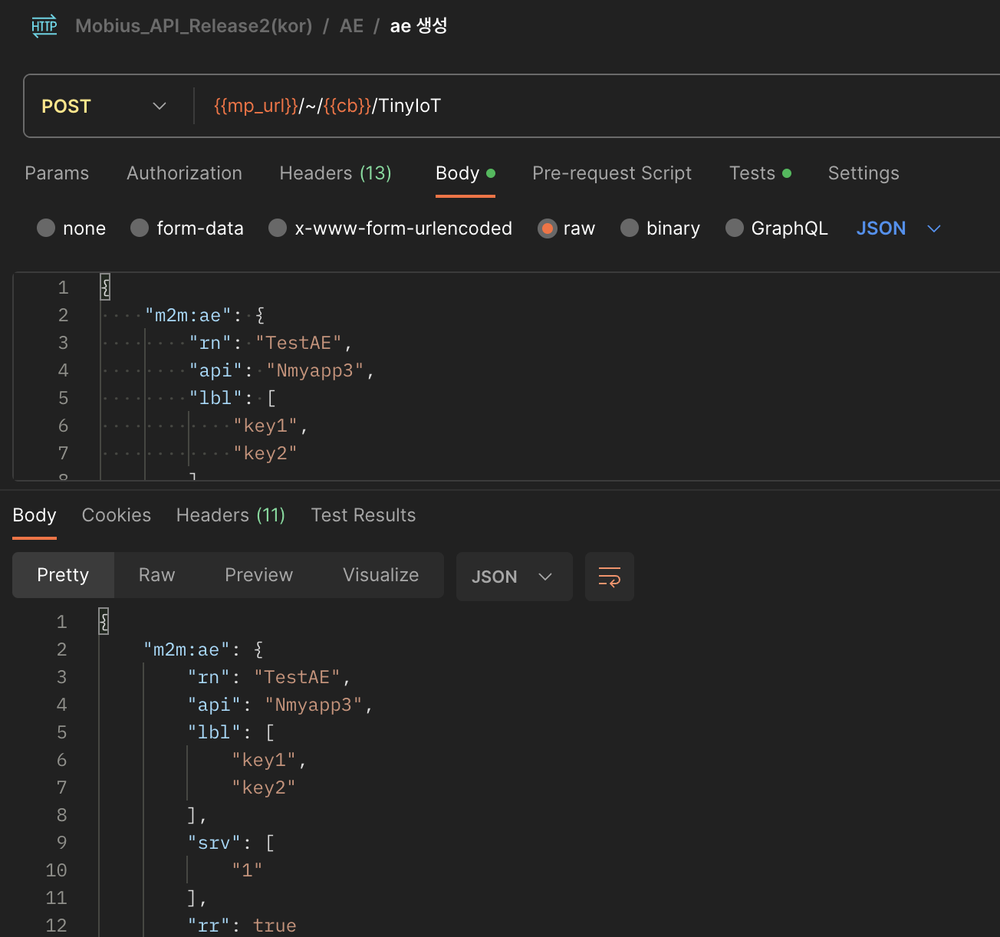 HTTP Mobius_API_Release2(kor) / AE / ae 생성
POST {{mp_url}}/~/{{cb}}/TinyIoT
Params Authorization Headers (13) Body Pre-request Script Tests Settings
none form-data x-www-form-urlencoded raw binary GraphQL JSON
1 {
2 "m2m:ae": {
3 "rn": "TestAE",
4 "api": "Nmyapp3",
5 "lbl": [
6 "key1",
7 "key2"
8 ]
Body Cookies Headers (11) Test Results
Pretty Raw Preview Visualize JSON
1 {
2 "m2m:ae": {
3 "rn": "TestAE",
4 "api": "Nmyapp3",
5 "lbl": [
6 "key1",
7 "key2"
8 ],
9 "srv": [
10 "1"
11 ],
12 "rr": true